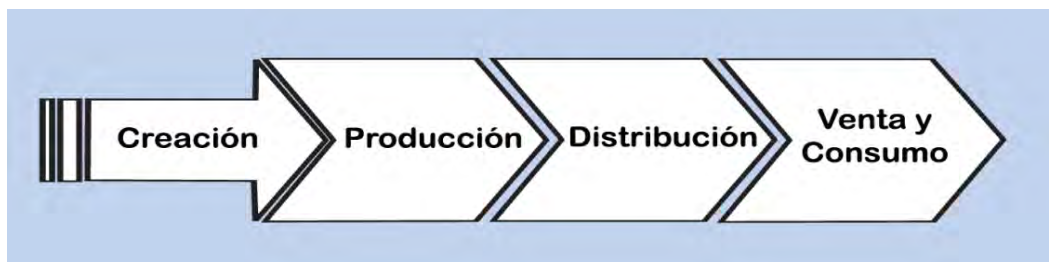 Creación
Producción
Distribución
Venta y
Consumo